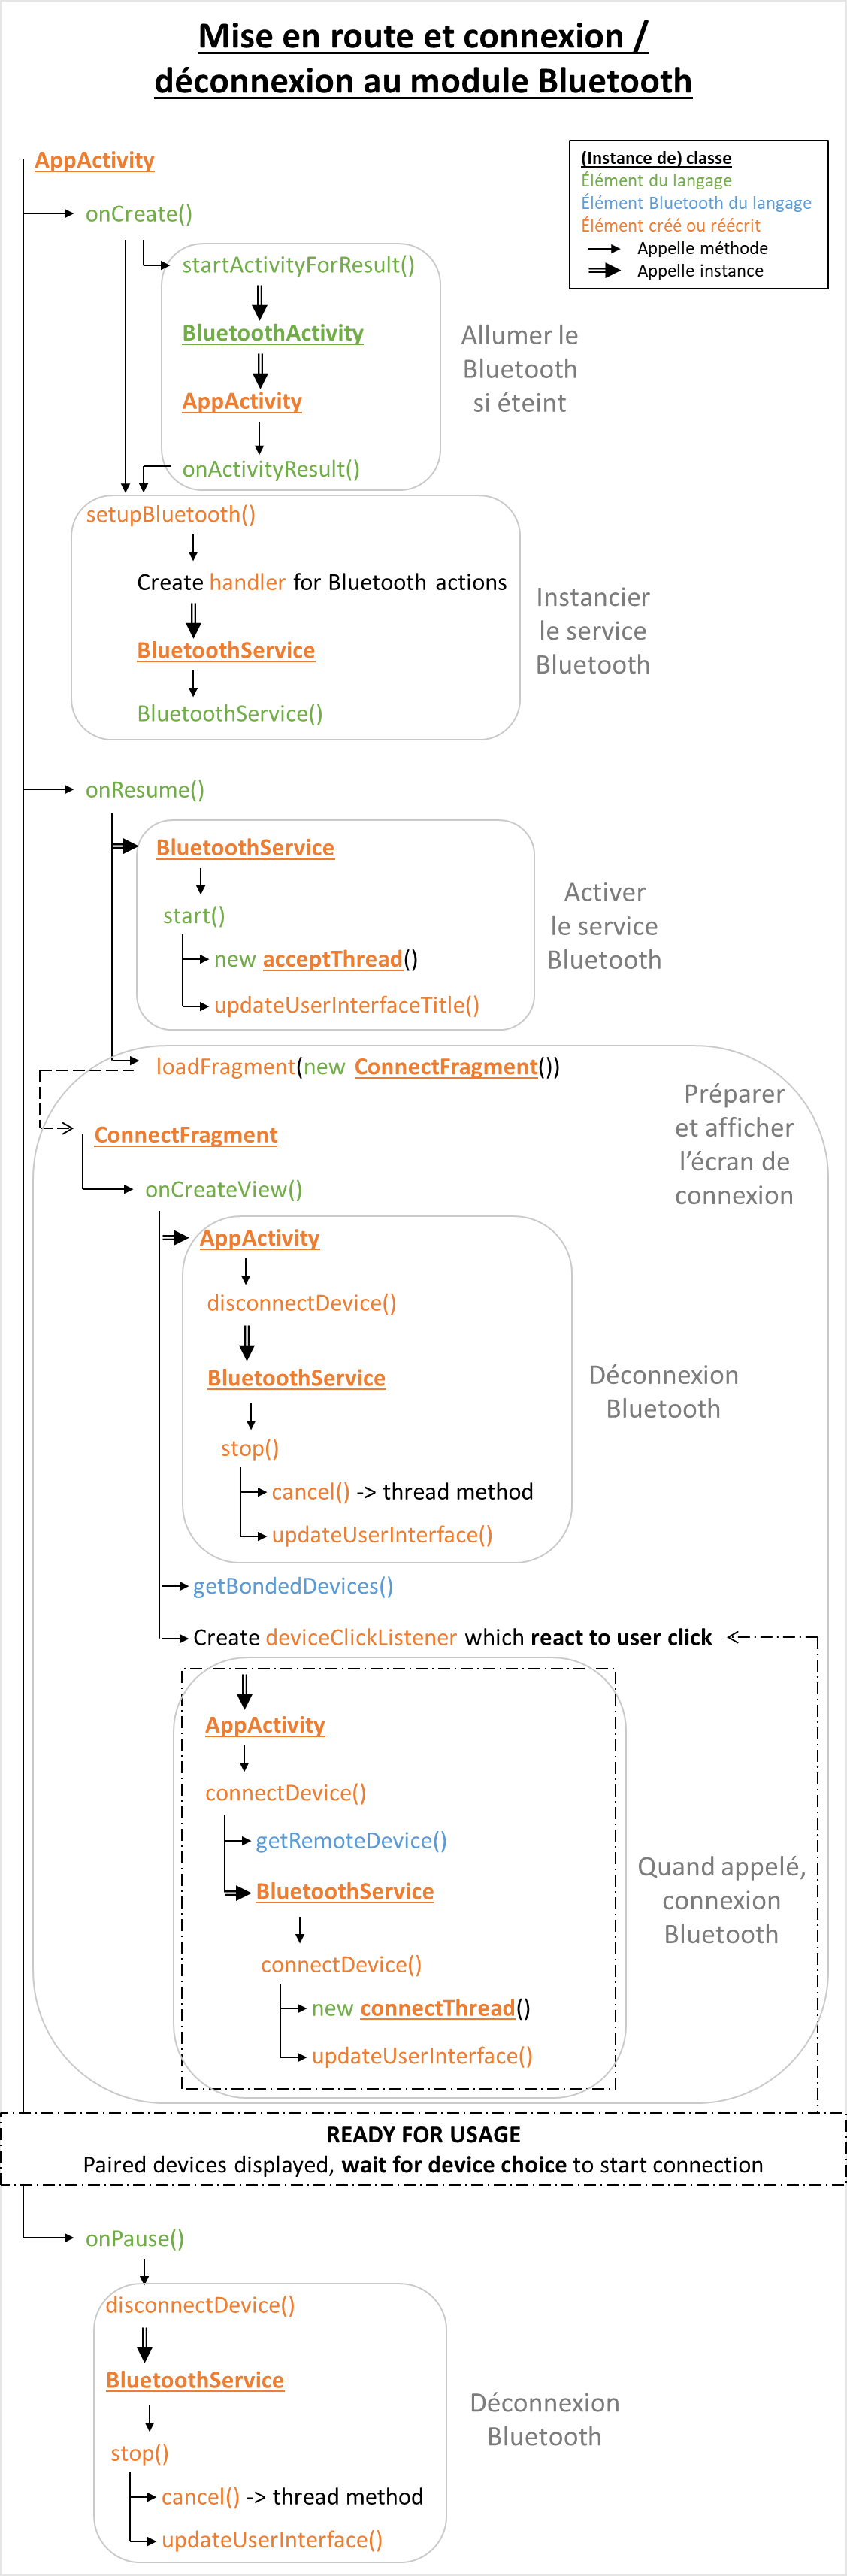 Mise en route et connexion /
déconnexion au module Bluetooth
(Instance de) classe
Élément du langage
Élément Bluetooth du langage
Élément créé ou réécrit
Appelle méthode
Appelle instance
AppActivity
onCreate()
startActivityForResult()
BluetoothActivity
AppActivity
onActivityResult()
Allumer le
Bluetooth
si éteint
setupBluetooth()
Create handler for Bluetooth actions
BluetoothService
BluetoothService()
Instancier
le service
Bluetooth
onResume()
BluetoothService
start()
new acceptThread()
updateUserInterfaceTitle()
Activer
le service
Bluetooth
loadFragment(new ConnectFragment())
Préparer
et afficher
l’écran de
connexion
ConnectFragment
onCreateView()
AppActivity
disconnectDevice()
BluetoothService
stop()
cancel() -> thread method
updateUserInterface()
Déconnexion
Bluetooth
getBondedDevices()
Create deviceClickListener which react to user click
AppActivity
connectDevice()
getRemoteDevice()
BluetoothService
connectDevice()
new connectThread()
updateUserInterface()
Quand appelé,
connexion
Bluetooth
READY FOR USAGE
Paired devices displayed, wait for device choice to start connection
onPause()
disconnectDevice()
BluetoothService
stop()
cancel() -> thread method
updateUserInterface()
Déconnexion
Bluetooth